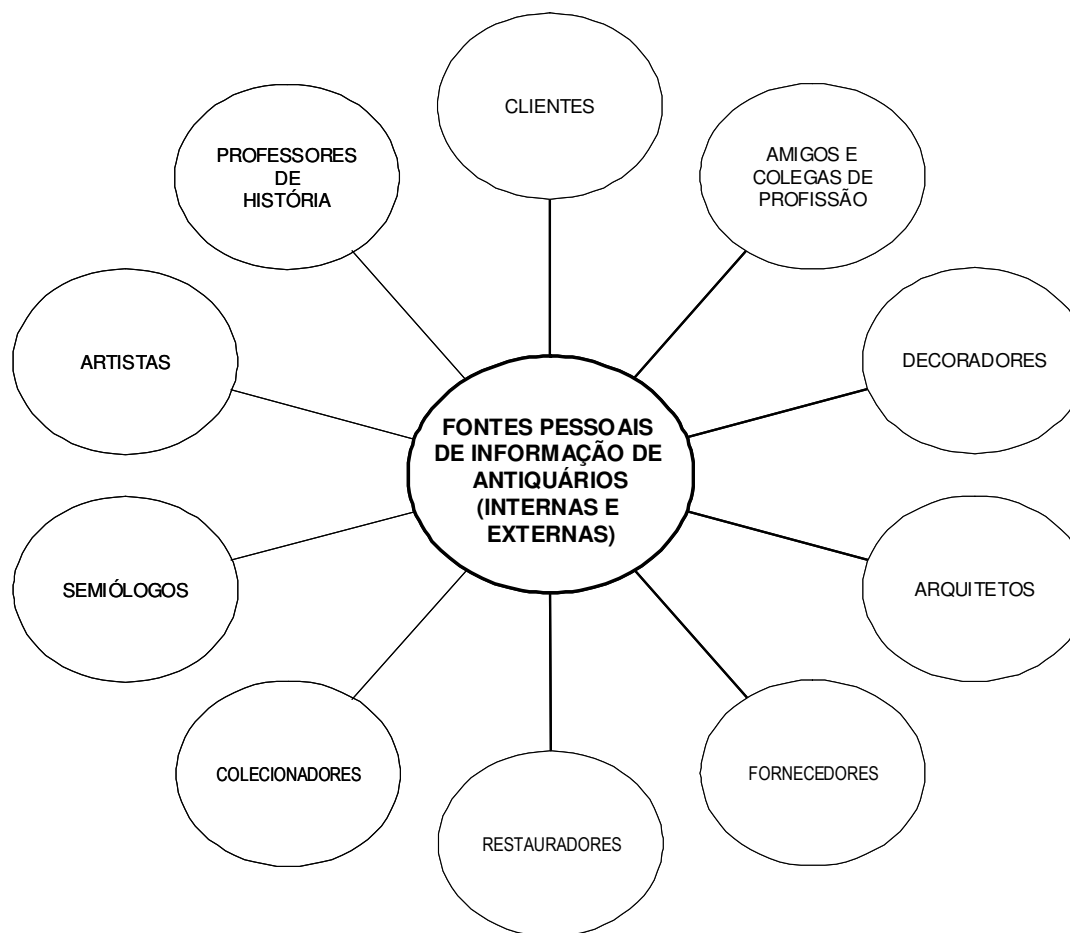 CLIENTES
AMIGOS E
COLEGAS DE
PROFISSÃO
DECORADORES
ARQUITETOS
FORNECEDORES
RESTAURADORES
COLECIONADORES
SEMIÓLOGOS
ARTISTAS
PROFESSORES
DE
HISTÓRIA
FONTES PESSOAIS
DE INFORMAÇÃO DE
ANTIQUÁRIOS
(INTERNAS E
EXTERNAS)